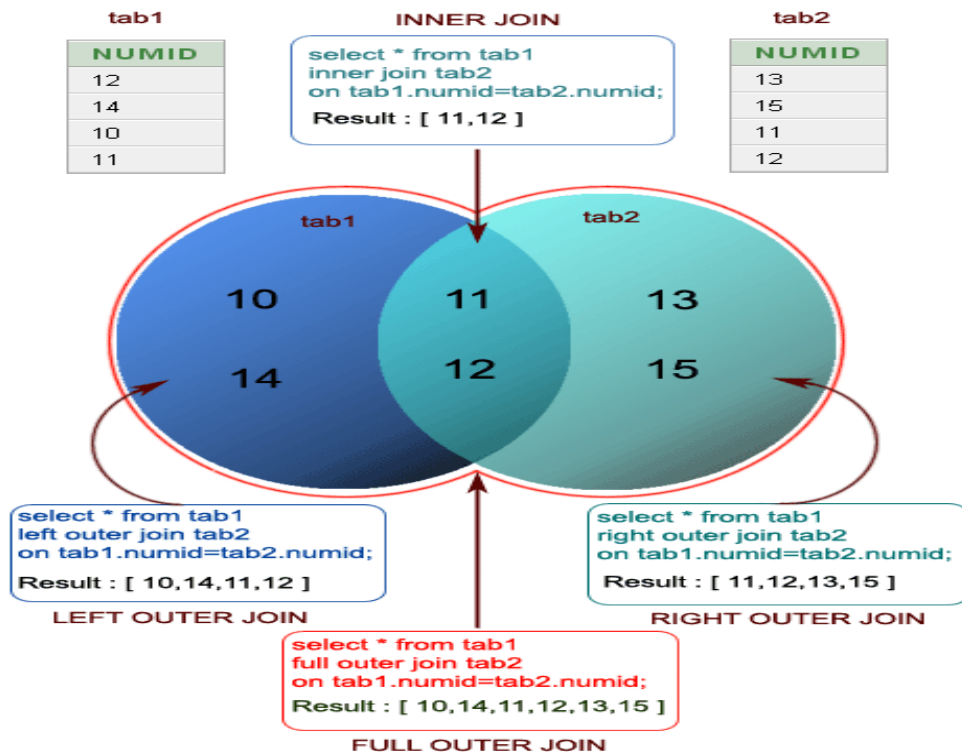 tab1
INNER JOIN
tab2
NUMID
12
14
10
11
select * from tab1
inner join tab2
on tab1.numid=tab2.numid;
Result : [ 11,12 ]
NUMID
13
15
11
12
tab1
tab2
10
11
13
14
12
15
select * from tab1
left outer join tab2
on tab1.numid=tab2.numid;
Result : [ 10,14,11,12 ]
LEFT OUTER JOIN
select * from tab1
right outer join tab2
on tab1.numid=tab2.numid;
Result : [ 11,12,13,15 ]
RIGHT OUTER JOIN
select * from tab1
full outer join tab2
on tab1.numid=tab2.numid;
Result : [ 10,14,11,12,13,15 ]
FULL OUTER JOIN